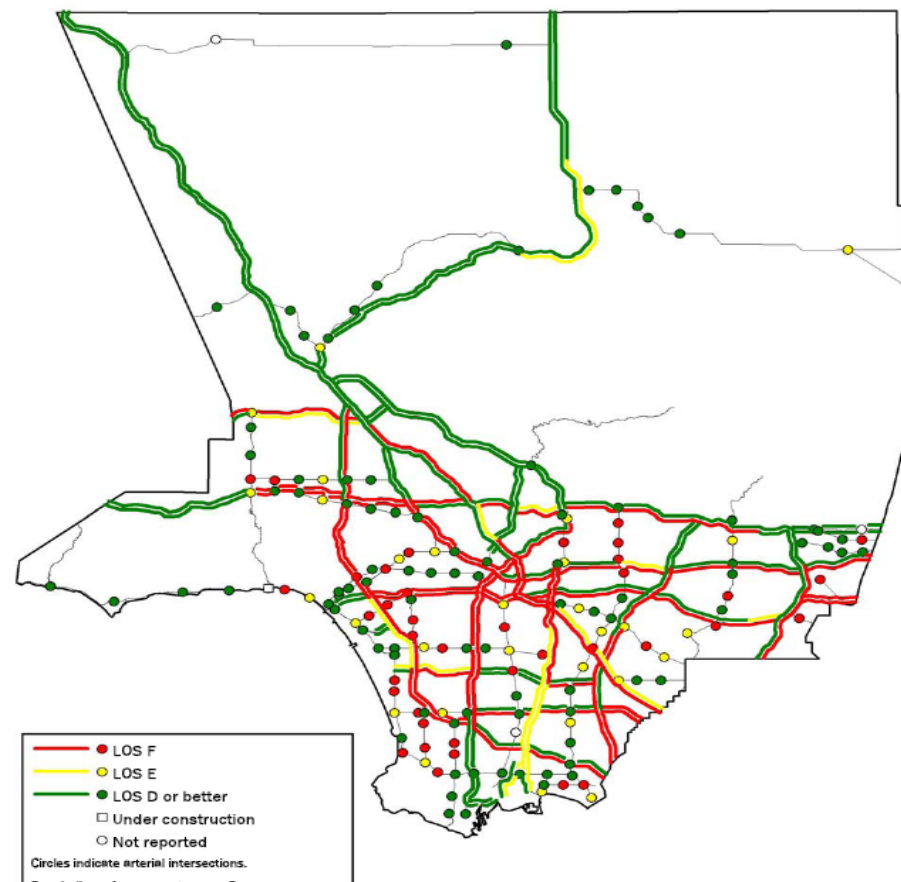 LOS F
LOS E
LOS D or better
Under construction
Not reported
Circles indicate arterial intersections.